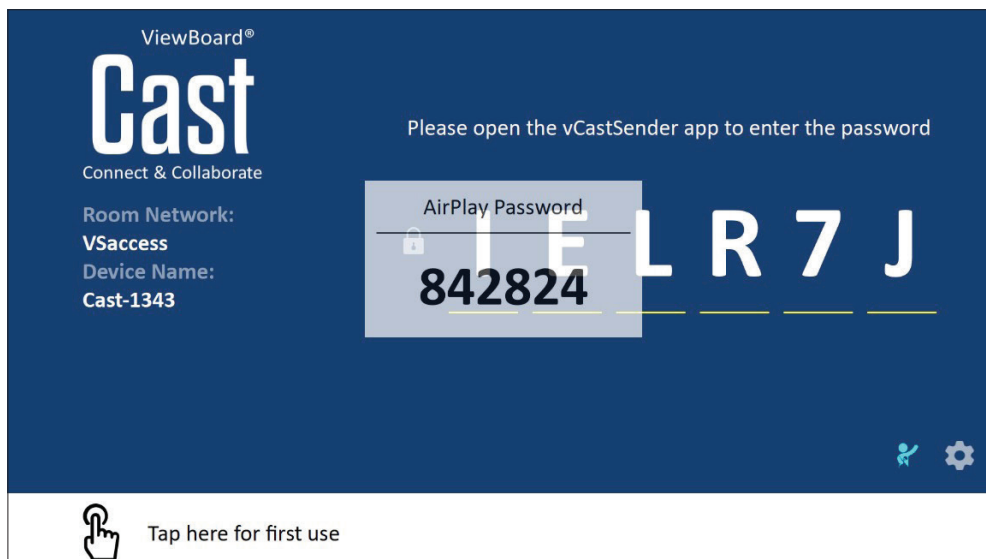 ViewBoard®
Cast
Connect & Collaborate
Room Network:
VSaccess
Device Name:
Cast-1343
Please open the vCastSender app to enter the password
I E L R 7 J
AirPlay Password
842824
Tap here for first use